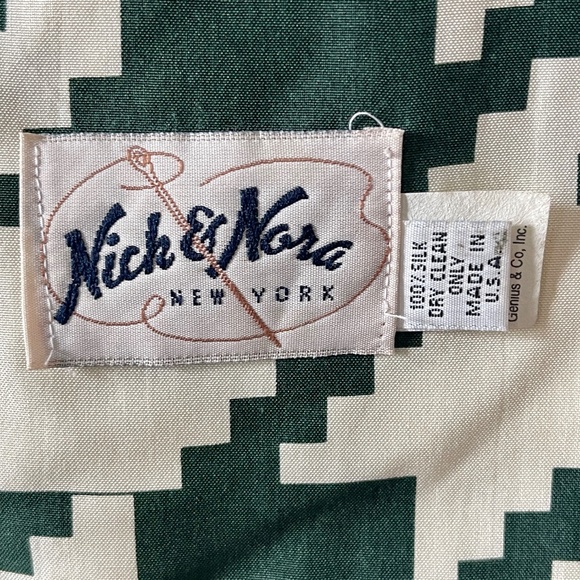 Nick & Nora
NEW YORK
100% SILK
DRY CLEAN
ONLY
MADE IN
U.S.A.
Genius & Co, Inc.